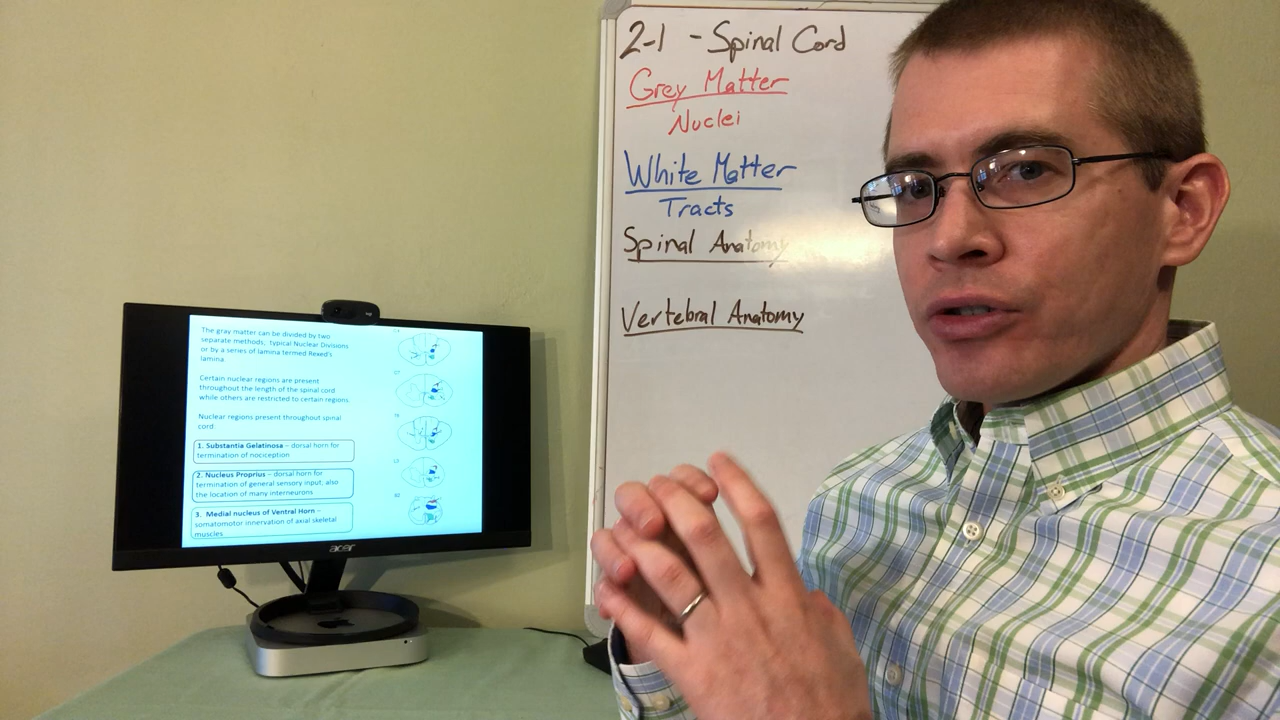 2-1 - Spinal Cord
Grey Matter
Nuclei
White Matter
Tracts
Spinal Anatomy
Vertebral Anatomy
The gray matter can be divided by two
separate methods, typical Nuclear Divisions
or by a series of lamina termed Rexed's
lamina
Certain nuclear regions are present
throughout the length of the spinal cord
while others are restricted to certain regions
Nuclear regions present throughout spinal
cord
1. Substantia Gelatinosa – dorsal horn for
termination of nociception
2. Nucleus Proprius – dorsal horn for
termination of general sensory input; also
the location of many interneurons
3. Medial nucleus of Ventral Horn –
somatomotor innervation of axial skeletal
muscles
acer